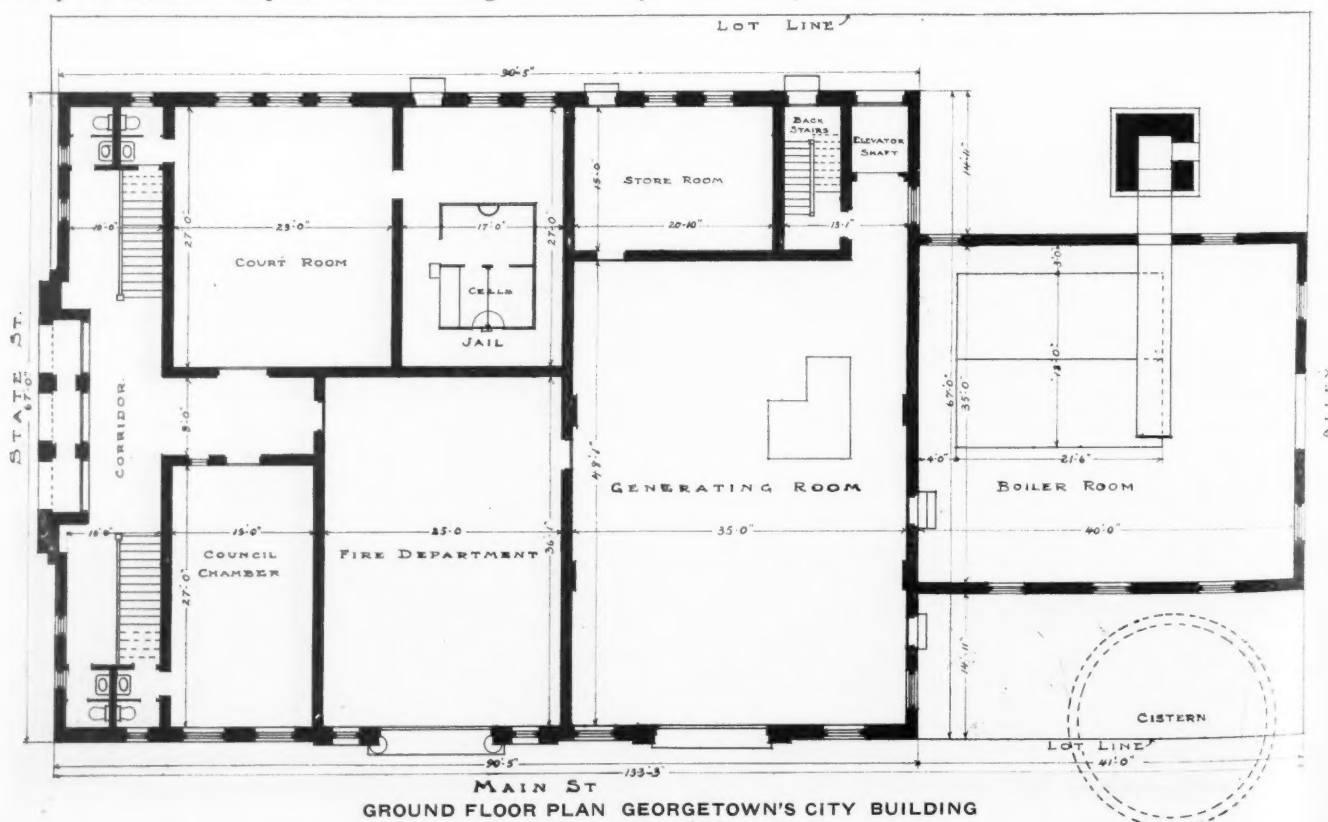 LOT LINE
90'-5"
BACK STAIRS
ELEVATOR SHAFT
14'-11"
STORE ROOM
15'-0"
20'-10"
13'-1"
10'-0"
27'-0"
23'-0"
COURT ROOM
17'-0"
27'-0"
CELLS
JAIL
3'-0"
18'-0"
STATE ST.
67'-0"
CORRIDOR
67'-0"
35'-0"
48'-1"
4'-0"
21'-6"
GENERATING ROOM
BOILER ROOM
10'-0"
15'-0"
25'-0
35'-0"
40'-0"
COUNCIL CHAMBER
FIRE DEPARTMENT
36'-1"
27'-0"
14'-11"
CISTERN
LOT LINE
90'-5"
41'-0"
MAIN ST
GROUND FLOOR PLAN GEORGETOWN'S CITY BUILDING